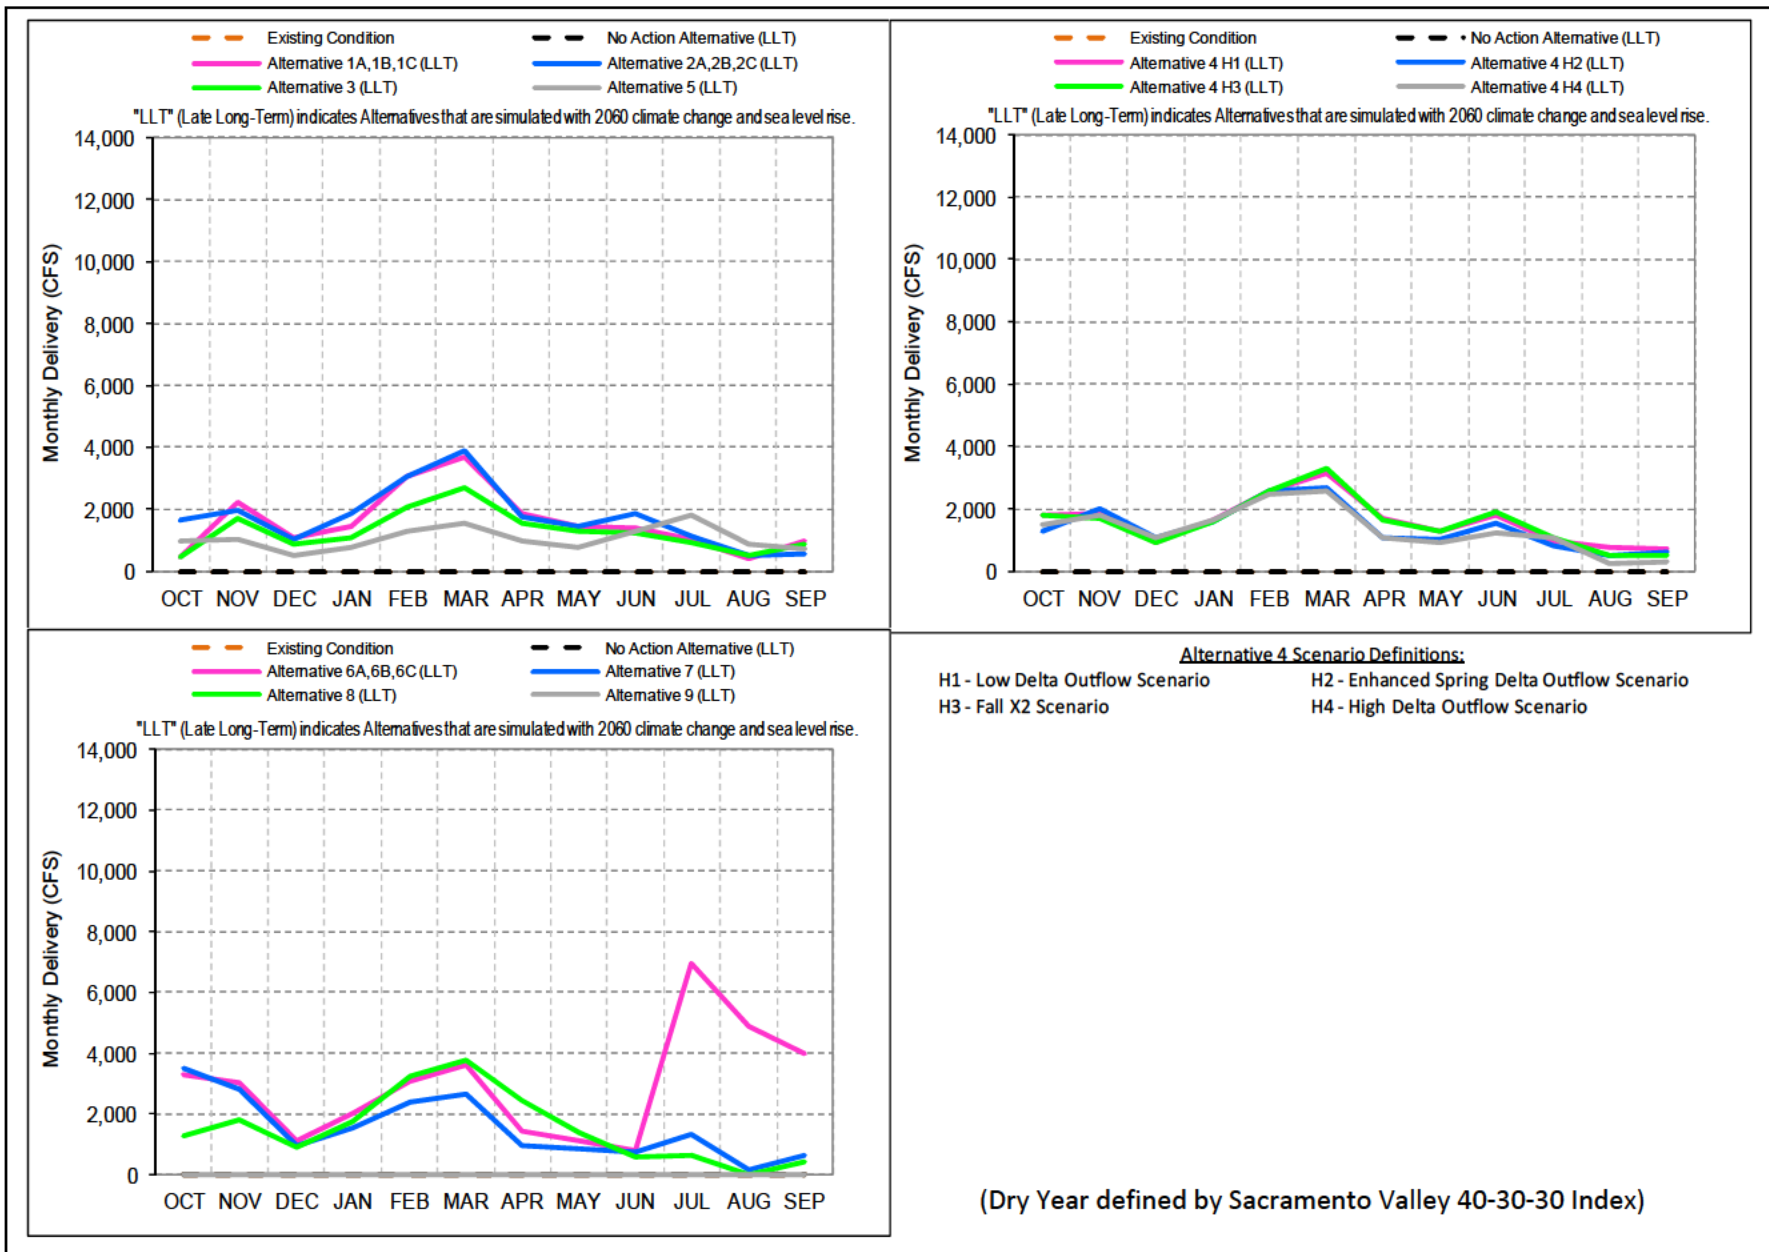 Existing Condition
No Action Alternative (LLT)
Alternative 1A,1B,1C (LLT)
Alternative 2A,2B,2C (LLT)
Alternative 3 (LLT)
Alternative 5 (LLT)
"LLT" (Late Long-Term) indicates Alternatives that are simulated with 2060 climate change and sea level rise.
Monthly Delivery (CFS)
14,000
12,000
10,000
8,000
6,000
4,000
2,000
0
OCT NOV DEC JAN FEB MAR APR MAY JUN JUL AUG SEP
Existing Condition
No Action Alternative (LLT)
Alternative 4 H1 (LLT)
Alternative 4 H2 (LLT)
Alternative 4 H3 (LLT)
Alternative 4 H4 (LLT)
"LLT" (Late Long-Term) indicates Alternatives that are simulated with 2060 climate change and sea level rise.
Monthly Delivery (CFS)
14,000
12,000
10,000
8,000
6,000
4,000
2,000
0
OCT NOV DEC JAN FEB MAR APR MAY JUN JUL AUG SEP
Existing Condition
No Action Alternative (LLT)
Alternative 6A,6B,6C (LLT)
Alternative 7 (LLT)
Alternative 8 (LLT)
Alternative 9 (LLT)
"LLT" (Late Long-Term) indicates Alternatives that are simulated with 2060 climate change and sea level rise.
Monthly Delivery (CFS)
14,000
12,000
10,000
8,000
6,000
4,000
2,000
0
OCT NOV DEC JAN FEB MAR APR MAY JUN JUL AUG SEP
Alternative 4 Scenario Definitions:
H1 - Low Delta Outflow Scenario
H2 - Enhanced Spring Delta Outflow Scenario
H3 - Fall X2 Scenario
H4 - High Delta Outflow Scenario
(Dry Year defined by Sacramento Valley 40-30-30 Index)